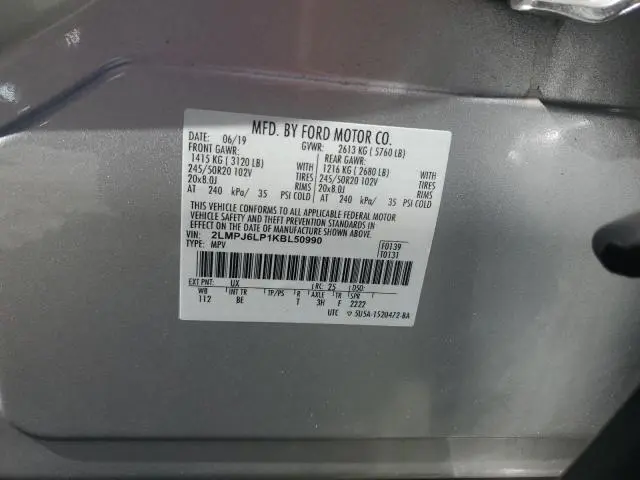 MFD. BY FORD MOTOR CO.
DATE: 06/19 GVWR: 2613 KG ( 5760 LB)
FRONT GAWR: REAR GAWR:
1415 KG ( 3120 LB) WITH 1216 KG ( 2680 LB) WITH
245/50R20 102V TIRES 245/50R20 102V TIRES
20x8.0J RIMS 20x8.0J RIMS
AT 240 kPa/ 35 PSI COLD AT 240 kPa/ 35 PSI COLD
THIS VEHICLE CONFORMS TO ALL APPLICABLE FEDERAL MOTOR
VEHICLE SAFETY AND THEFT PREVENTION STANDARDS IN
EFFECT ON THE DATE OF MANUFACTURE SHOWN ABOVE.
VIN: 2LMPJ6LP1KBL50990 F0139
TYPE: MPV T0131
EXT PNT: UX RC: 25 DSO:
WB INT TR TP/PS R AXLE TR SPR
112 BE T 3H F 2222
UTC 5U5A-1520472-BA